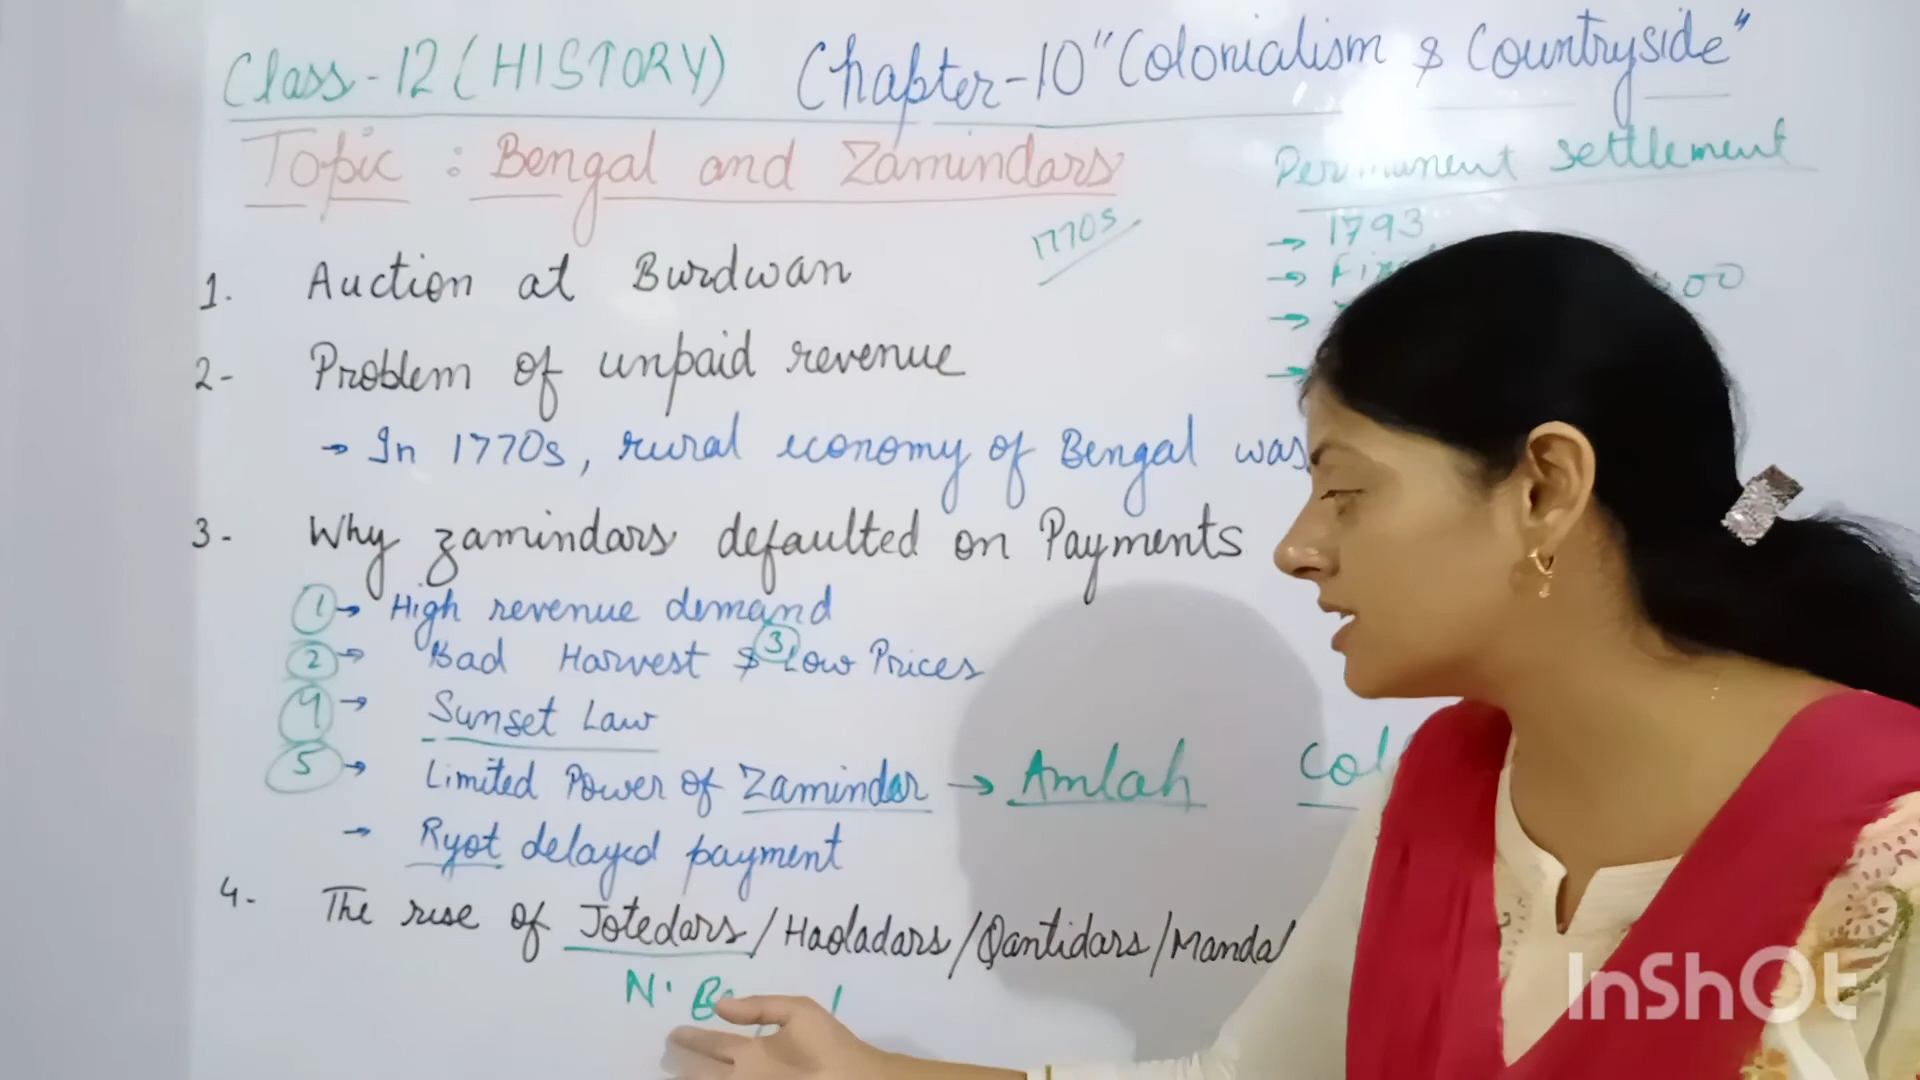 Class-12 (HISTORY) Chapter-10 "Colonialism & Countryside"
Topic : Bengal and Zamindars
Permanent settlement
1770s
→ 1793
→
→
→
1. Auction at Burdwan
2- Problem of unpaid revenue
→ In 1770s, rural economy of Bengal was
3- Why zamindars defaulted on Payments
1 → High revenue demand
2 → Bad Harvest & 3 Low Prices
4 → Sunset Law
5 → Limited Power of Zamindar → Amlah
→ Ryot delayed payment
4- The rise of Jotedars/Haoladars/Qantidars/Mandal
N.
InShOt